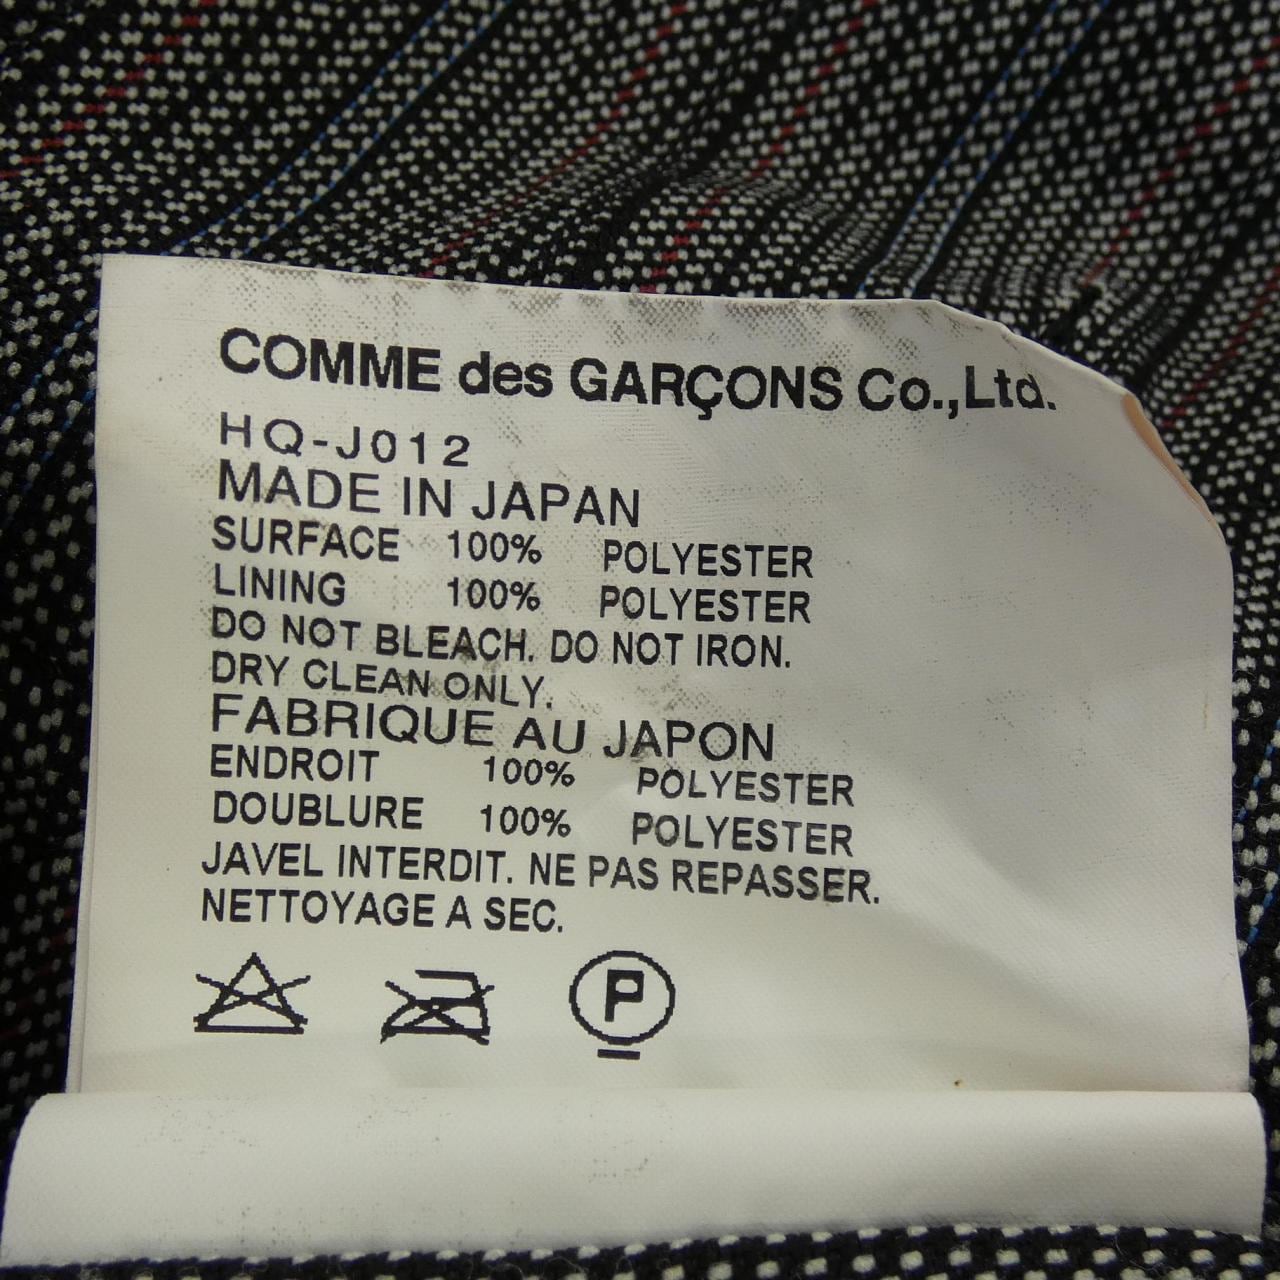 COMME des GARÇONS Co.,Ltd.
HQ-J012
MADE IN JAPAN
SURFACE 100% POLYESTER
LINING 100% POLYESTER
DO NOT BLEACH. DO NOT IRON.
DRY CLEAN ONLY.
FABRIQUE AU JAPON
ENDROIT 100% POLYESTER
DOUBLURE 100% POLYESTER
JAVEL INTERDIT. NE PAS REPASSER.
NETTOYAGE A SEC.
P